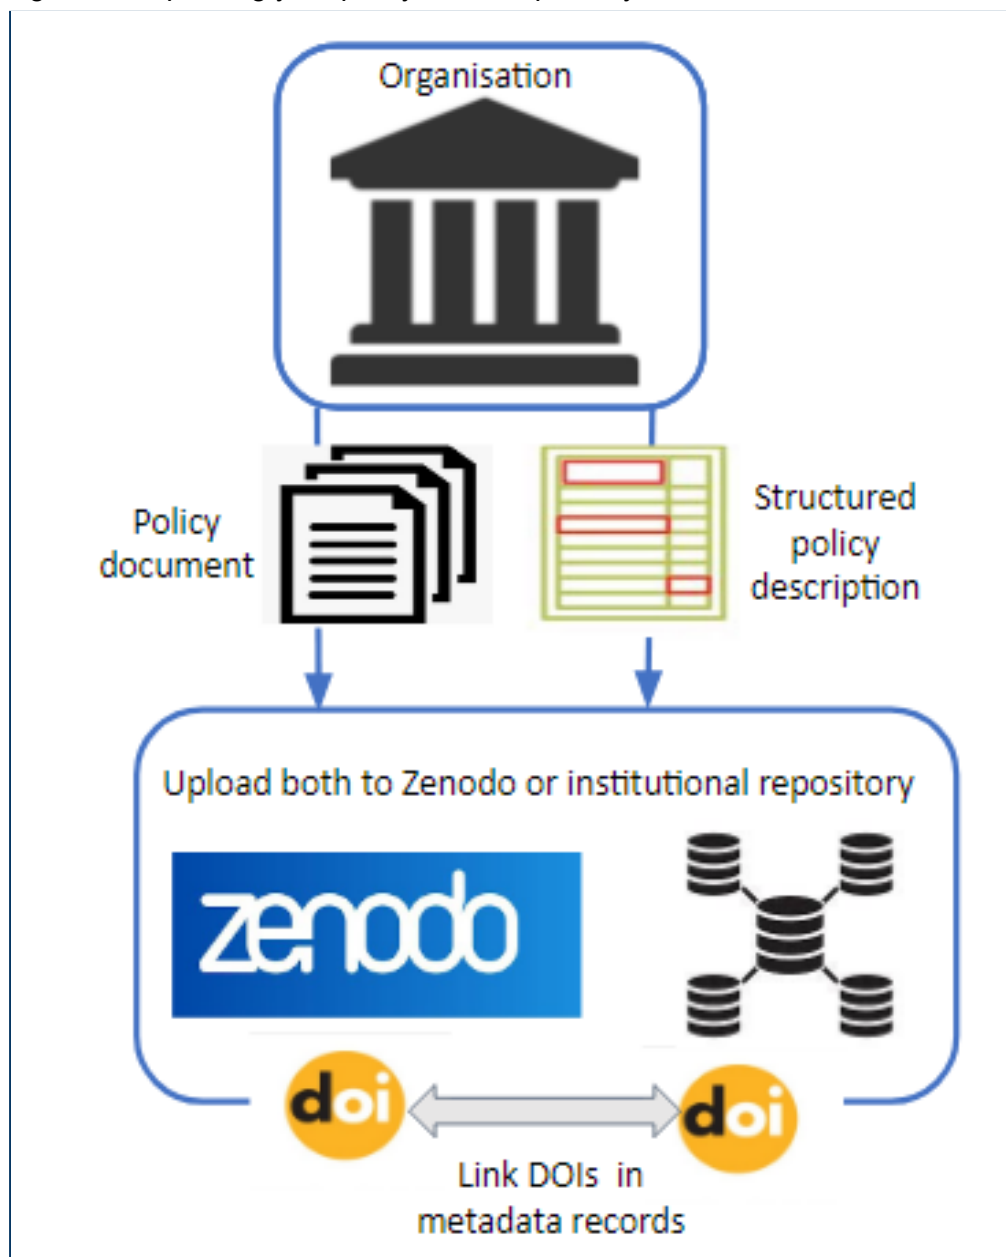 Organisation
Policy
document
Structured
policy
description
Upload both to Zenodo or institutional repository
zenodo
doi
doi
Link DOIs in
metadata records